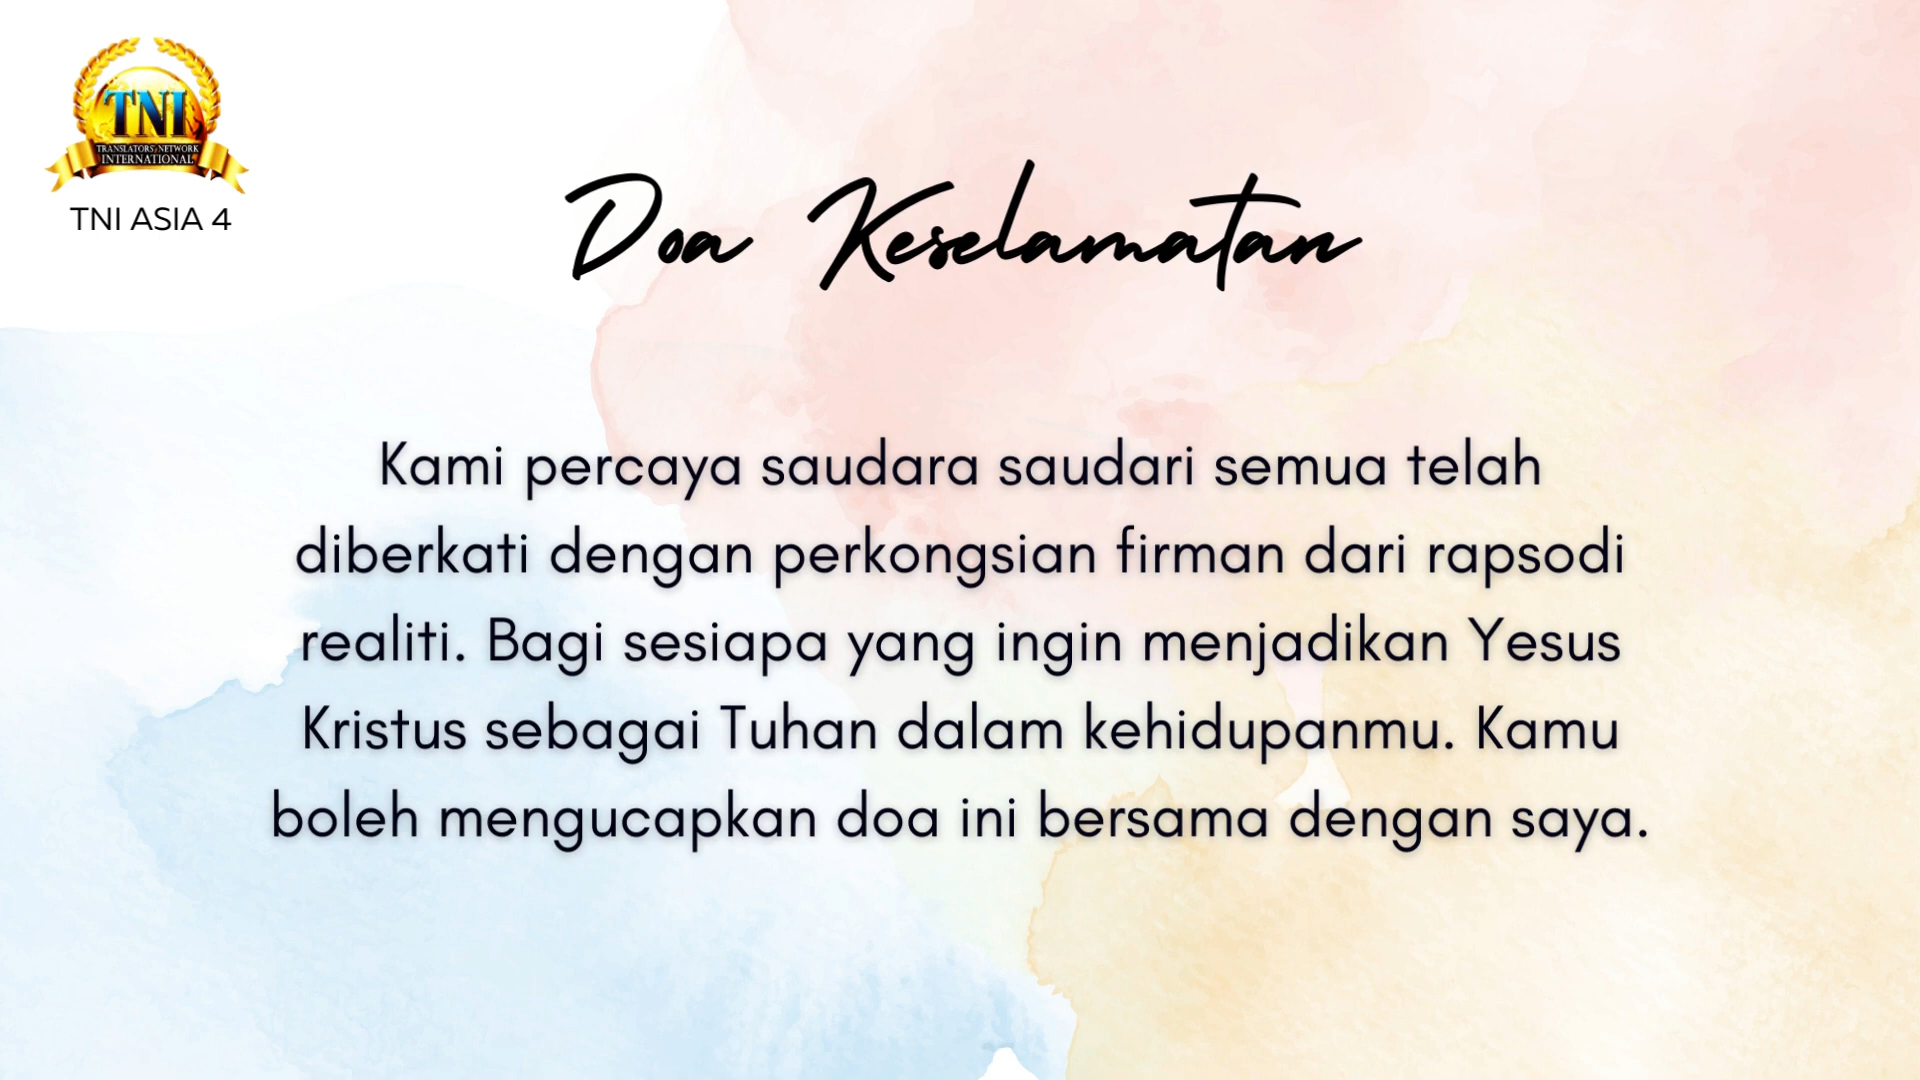 TNI
TRANSLATORS' NETWORK
INTERNATIONAL
TNI ASIA 4
Doa Keselamatan
Kami percaya saudara saudari semua telah
diberkati dengan perkongsian firman dari rapsodi
realiti. Bagi sesiapa yang ingin menjadikan Yesus
Kristus sebagai Tuhan dalam kehidupanmu. Kamu
boleh mengucapkan doa ini bersama dengan saya.